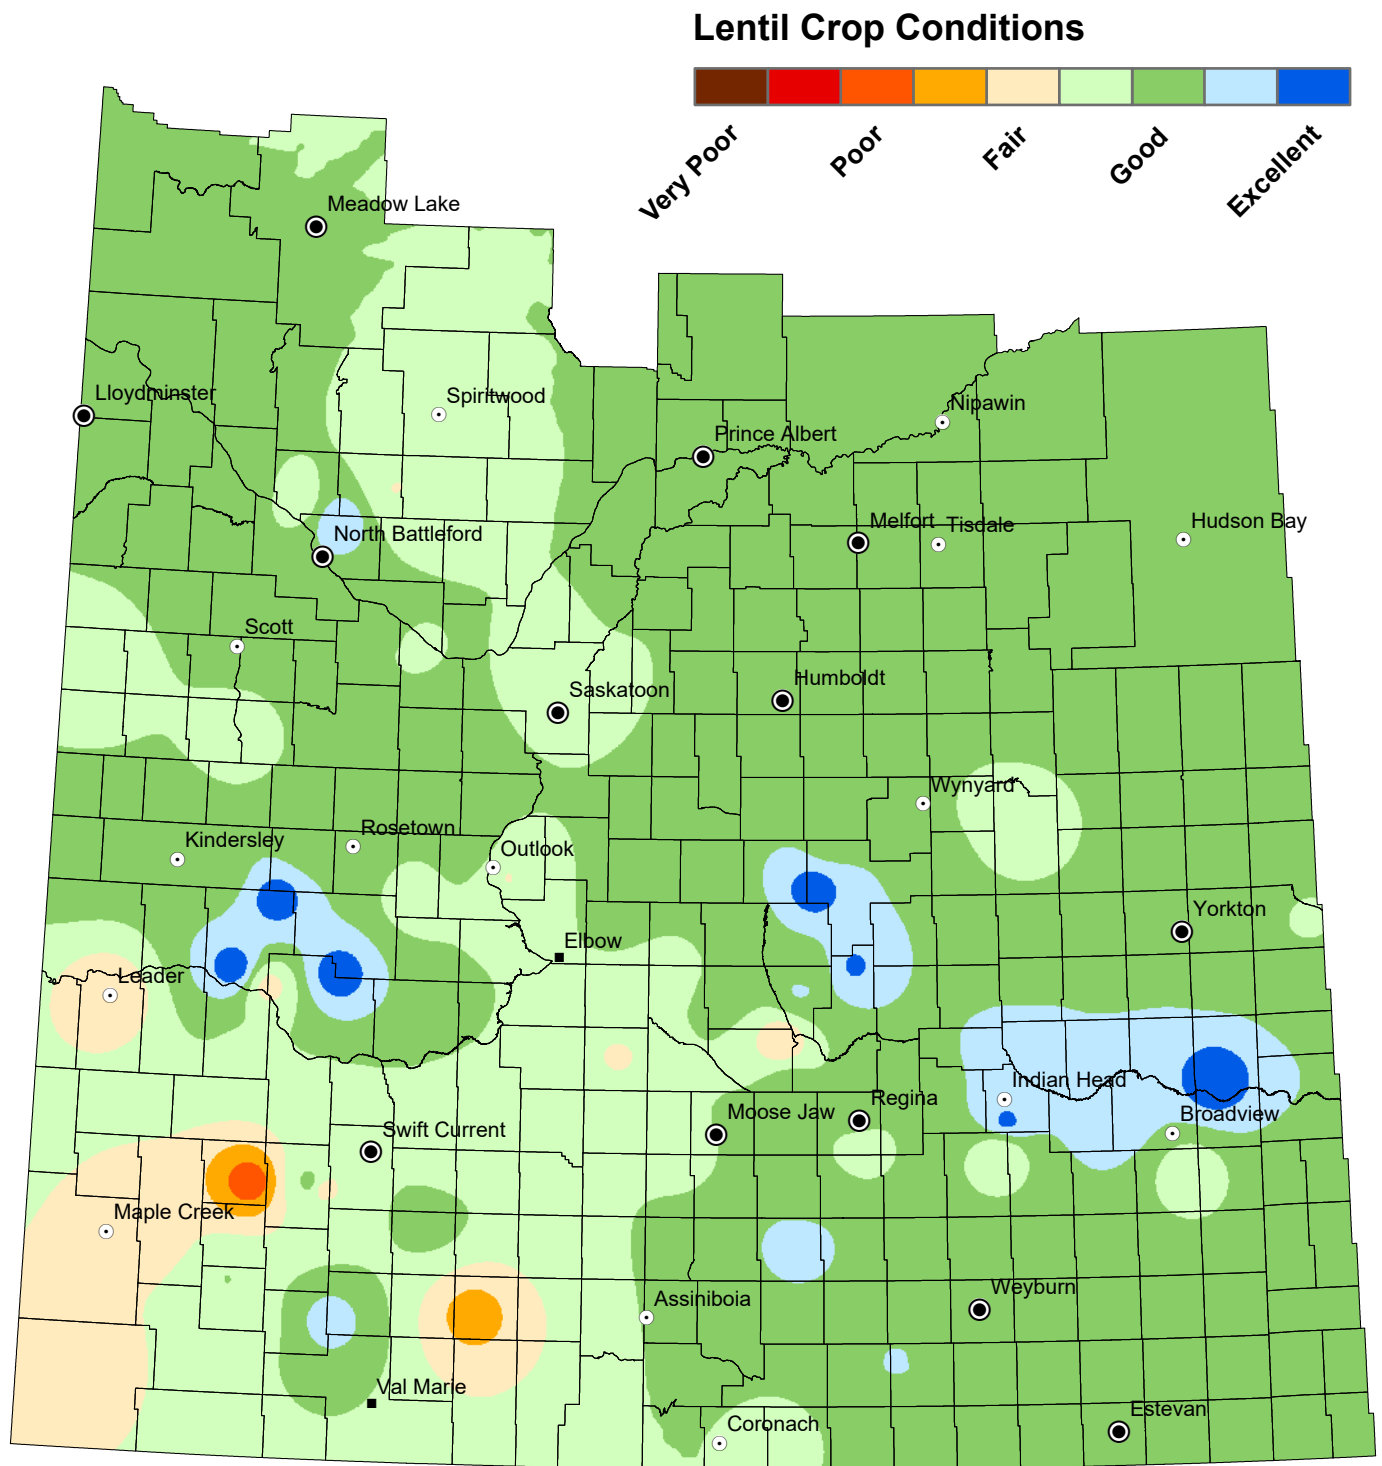 Lentil Crop Conditions
Very Poor
Poor
Fair
Good
Excellent
Meadow Lake
Lloydminster
Spiritwood
Nipawin
Prince Albert
North Battleford
Melfort
Tisdale
Hudson Bay
Scott
Saskatoon
Humboldt
Wynyard
Kindersley
Rosetown
Outlook
Yorkton
Elbow
Leader
Indian Head
Regina
Moose Jaw
Broadview
Swift Current
Maple Creek
Assiniboia
Weyburn
Val Marie
Estevan
Coronach